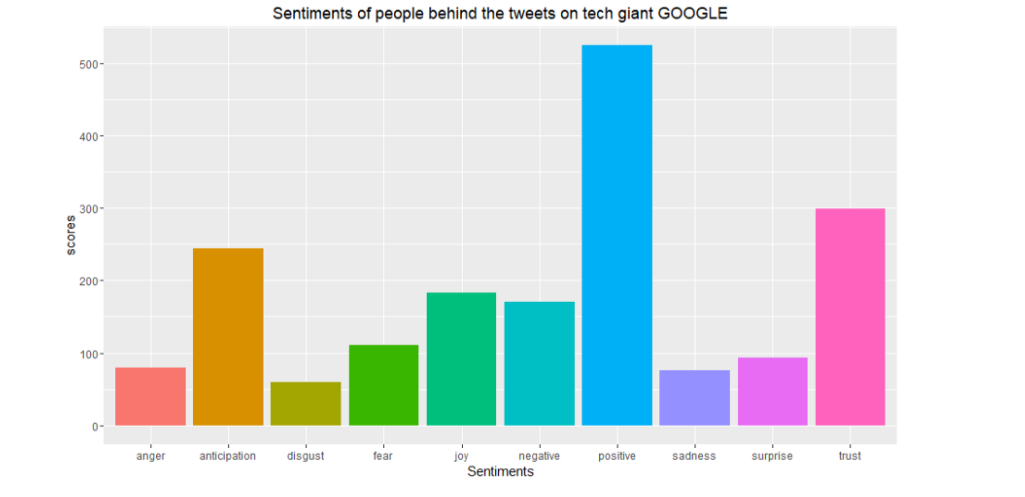 Sentiments of people behind the tweets on tech giant GOOGLE
500
400
300
200
100
0
scores
anger anticipation disgust fear joy negative positive sadness surprise trust
Sentiments